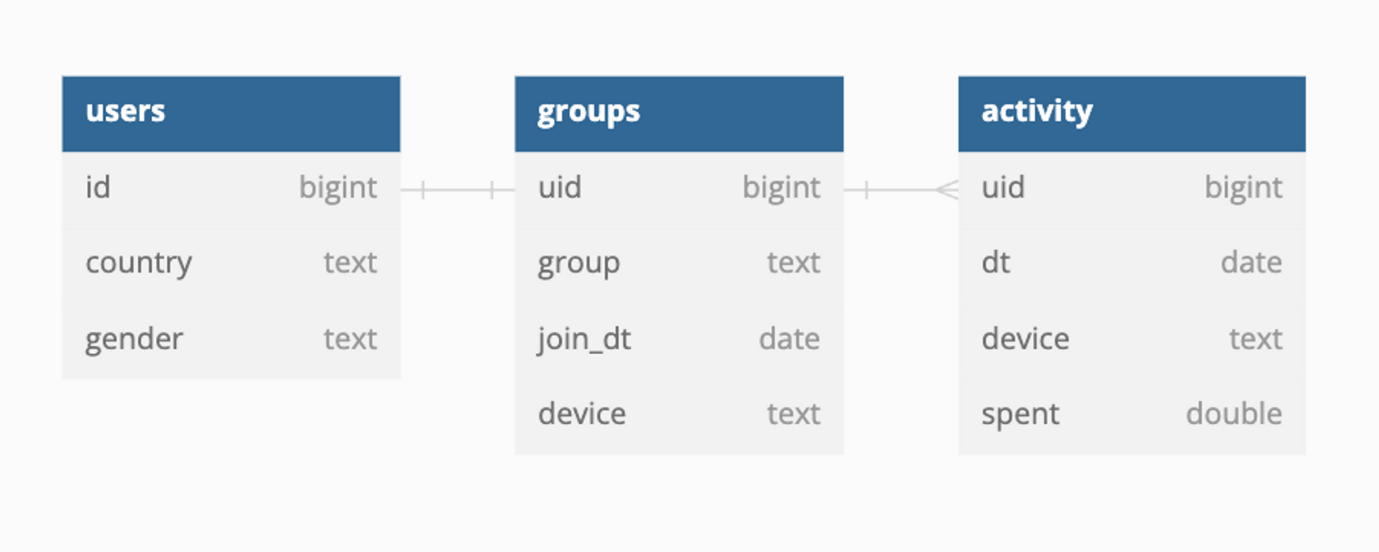 users
id bigint
country text
gender text
groups
uid bigint
group text
join_dt date
device text
activity
uid bigint
dt date
device text
spent double